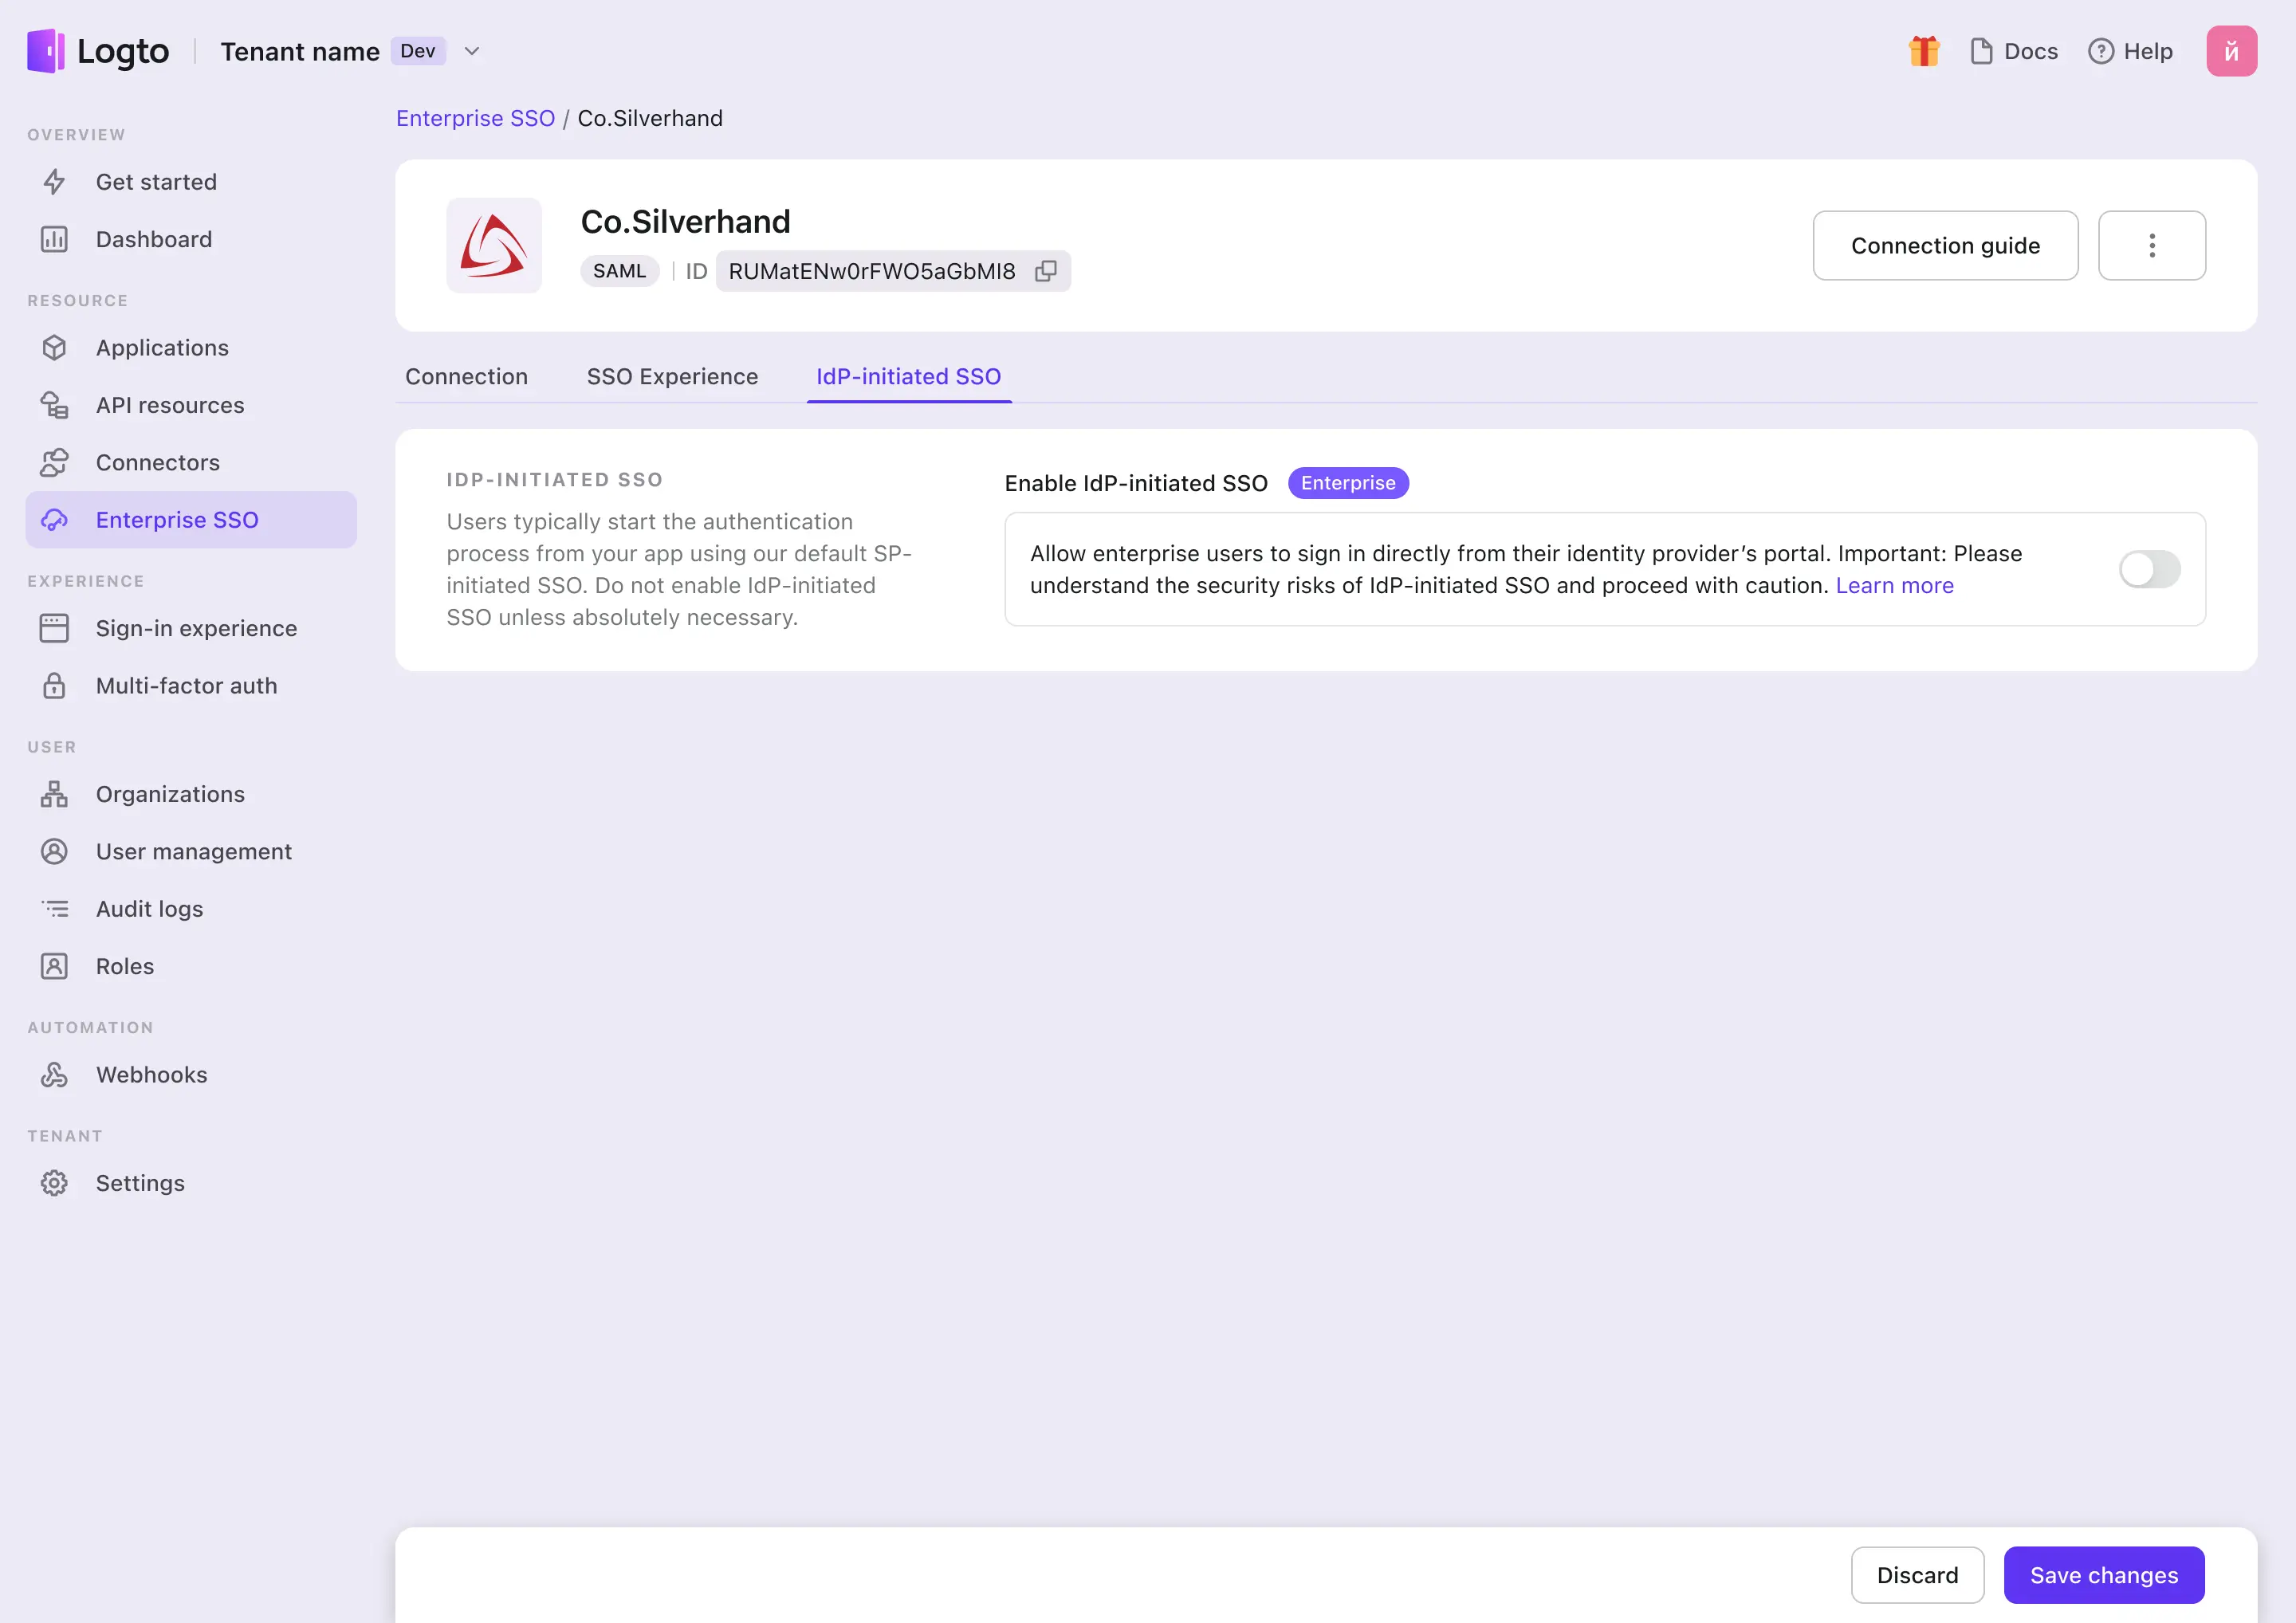 Logto
Tenant name Dev
Docs
Help
й
OVERVIEW
Get started
Dashboard
RESOURCE
Applications
API resources
Connectors
Enterprise SSO
EXPERIENCE
Sign-in experience
Multi-factor auth
USER
Organizations
User management
Audit logs
Roles
AUTOMATION
Webhooks
TENANT
Settings
Enterprise SSO / Co.Silverhand
Co.Silverhand
SAML ID RUMatENw0rFWO5aGbMI8
Connection guide
Connection SSO Experience IdP-initiated SSO
IDP-INITIATED SSO
Users typically start the authentication
process from your app using our default SP-
initiated SSO. Do not enable IdP-initiated
SSO unless absolutely necessary.
Enable IdP-initiated SSO Enterprise
Allow enterprise users to sign in directly from their identity provider’s portal. Important: Please
understand the security risks of IdP-initiated SSO and proceed with caution. Learn more
Discard
Save changes